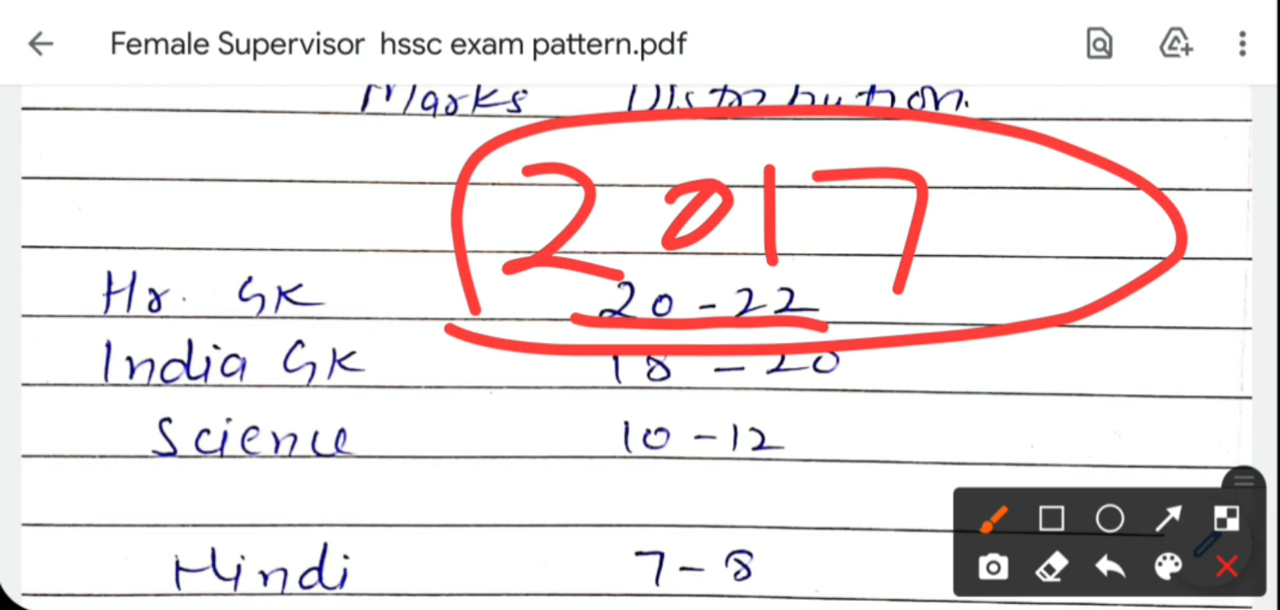 Female Supervisor hssc exam pattern.pdf
Marks Distribution.
2017
Hr. GK 20-22
India GK 18-20
Science 10-12
Hindi 7-8